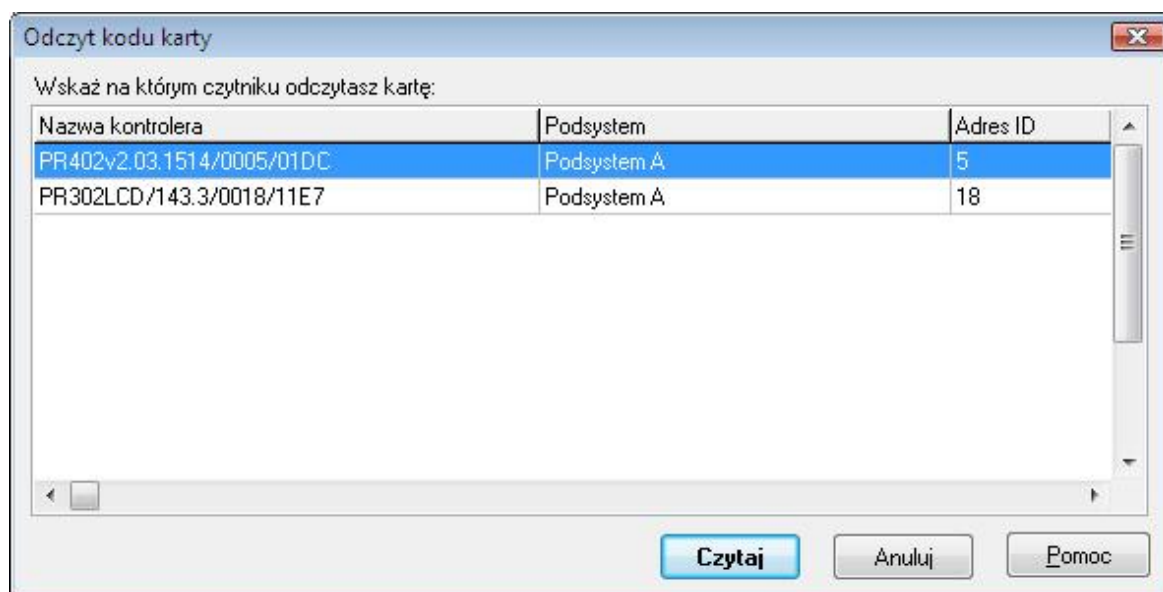 Odczyt kodu karty
Wskaż na którym czytniku odczytasz kartę:
Nazwa kontrolera Podsystem Adres ID
PR402v2.03.1514/0005/01DC Podsystem A 5
PR302LCD/143.3/0018/11E7 Podsystem A 18
Czytaj Anuluj Pomoc